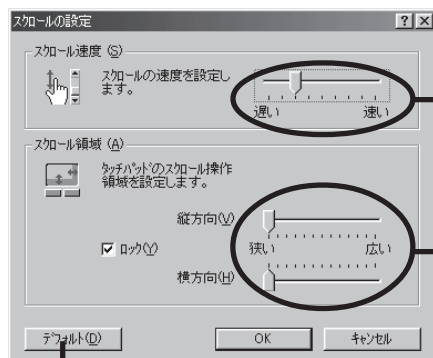 スクロールの設定
スクロール速度 (S)
スクロールの速度を設定し
ます。
遅い 速い
スクロール領域 (A)
タッチパッドのスクロール操作
領域を設定します。
縦方向(V)
ロック(Y)
狭い 広い
横方向(H)
デフォルト(D) OK キャンセル